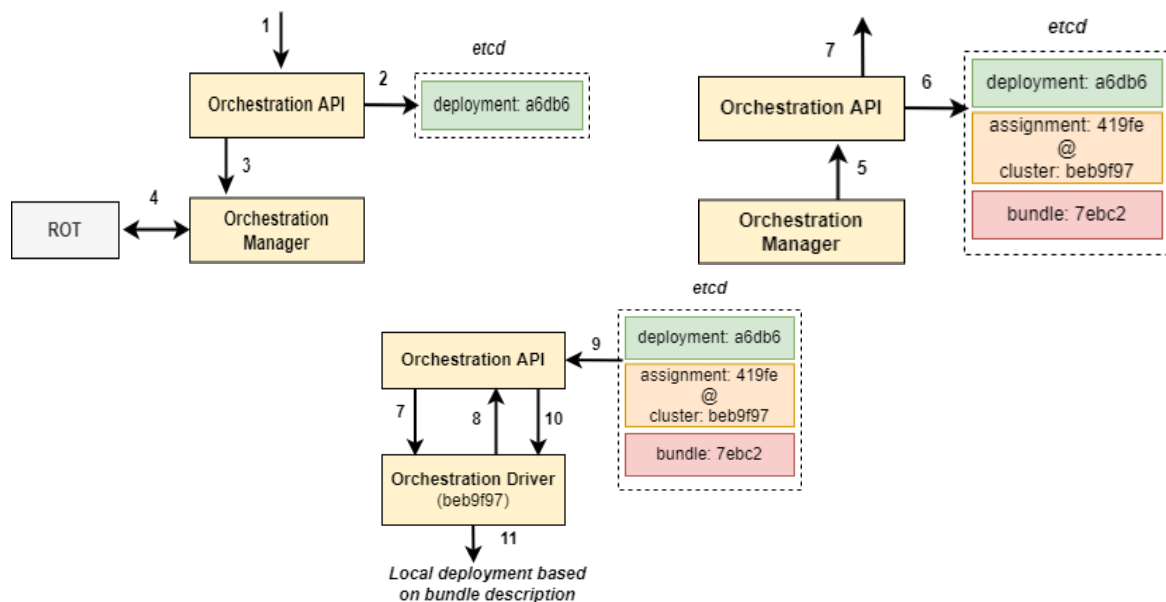 1
etcd
2
Orchestration API
deployment: a6db6
3
4
ROT
Orchestration
Manager
7
etcd
6
Orchestration API
deployment: a6db6
assignment: 419fe
@
cluster: beb9f97
5
Orchestration
Manager
bundle: 7ebc2
etcd
9
Orchestration API
deployment: a6db6
assignment: 419fe
@
cluster: beb9f97
7
8
10
bundle: 7ebc2
Orchestration Driver
(beb9f97)
11
Local deployment based
on bundle description